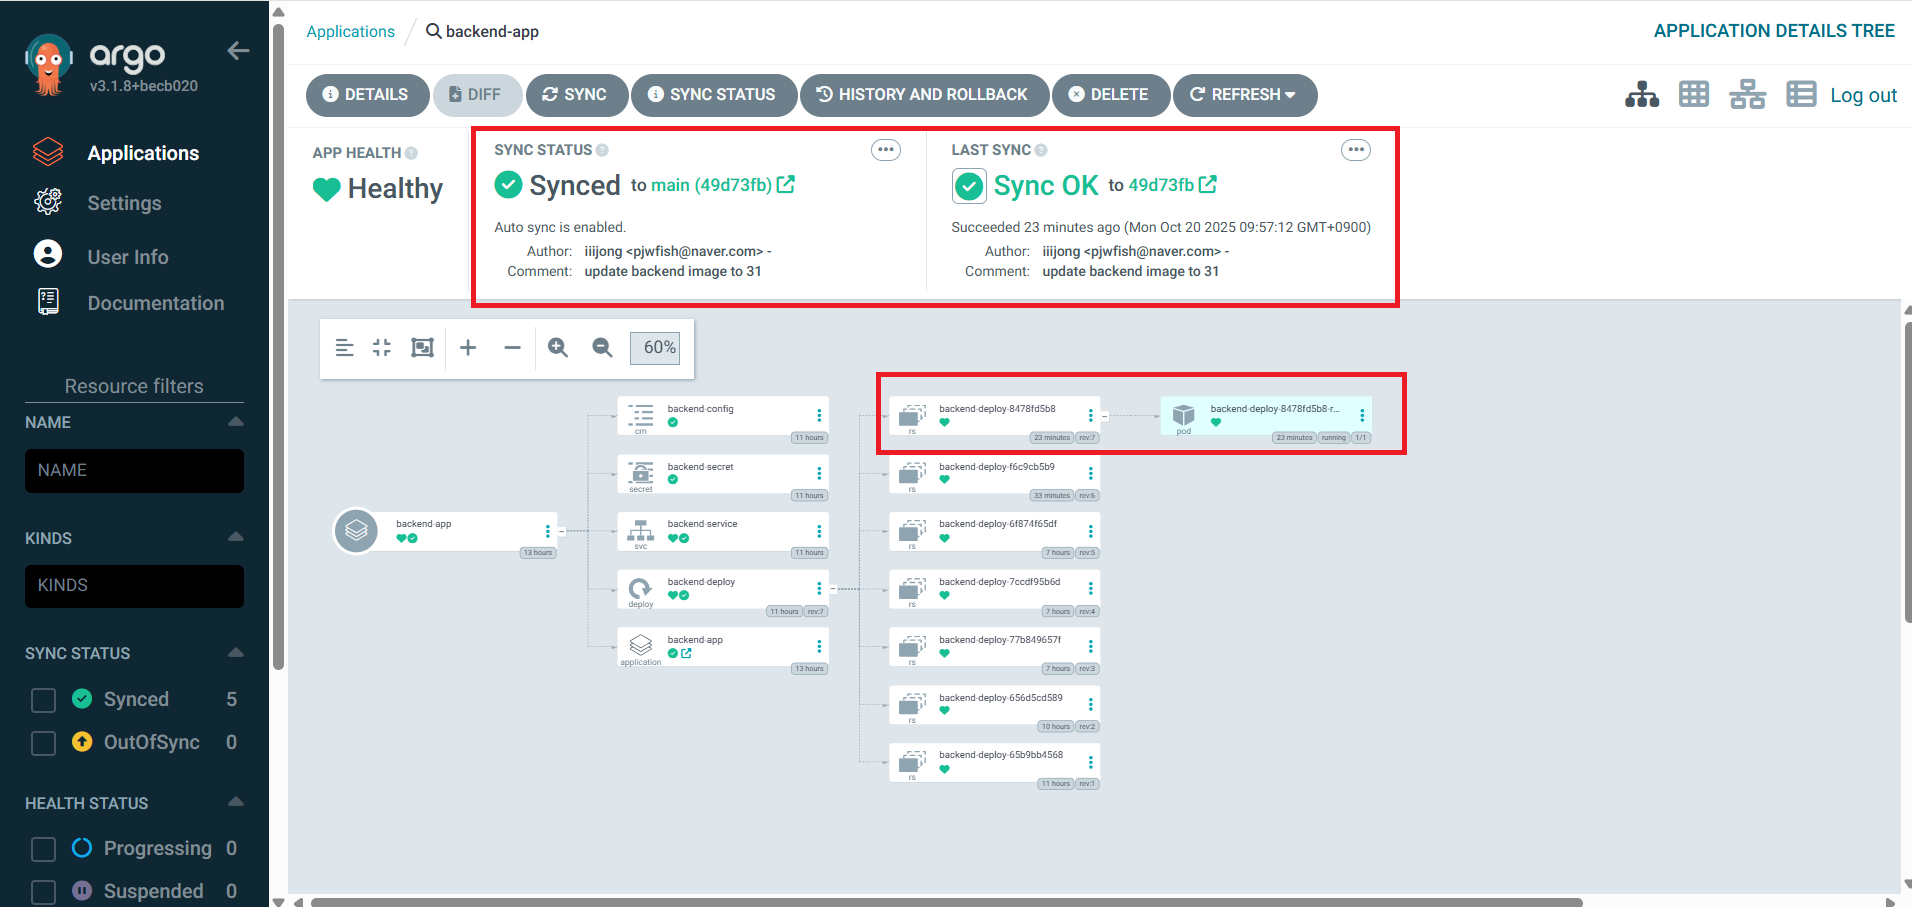 argo
v3.1.8+becb020
Applications
Settings
User Info
Documentation
Resource filters
NAME
NAME
KINDS
KINDS
SYNC STATUS
Synced 5
OutOfSync 0
HEALTH STATUS
Progressing 0
Suspended 0
Applications / backend-app
APPLICATION DETAILS TREE
DETAILS DIFF SYNC SYNC STATUS HISTORY AND ROLLBACK DELETE REFRESH
Log out
APP HEALTH
Healthy
SYNC STATUS
Synced to main (49d73fb)
Auto sync is enabled.
Author: iiijong <pjwfish@naver.com> -
Comment: update backend image to 31
LAST SYNC
Sync OK to 49d73fb
Succeeded 23 minutes ago (Mon Oct 20 2025 09:57:12 GMT+0900)
Author: iiijong <pjwfish@naver.com> -
Comment: update backend image to 31
60%
backend-app
13 hours
backend-config
cm
11 hours
backend-secret
secret
11 hours
backend-service
svc
11 hours
backend-deploy
deploy
11 hours rev:7
backend-app
application
13 hours
backend-deploy-8478fd5b8
rs
23 minutes rev:7
backend-deploy-8478fd5b8-r...
pod
23 minutes running 1/1
backend-deploy-f6c9cb5b9
rs
33 minutes rev:6
backend-deploy-6f874f65df
rs
7 hours rev:5
backend-deploy-7ccdf95b6d
rs
7 hours rev:4
backend-deploy-77b849657f
rs
7 hours rev:3
backend-deploy-656d5cd589
rs
10 hours rev:2
backend-deploy-65b9bb4568
rs
11 hours rev:1